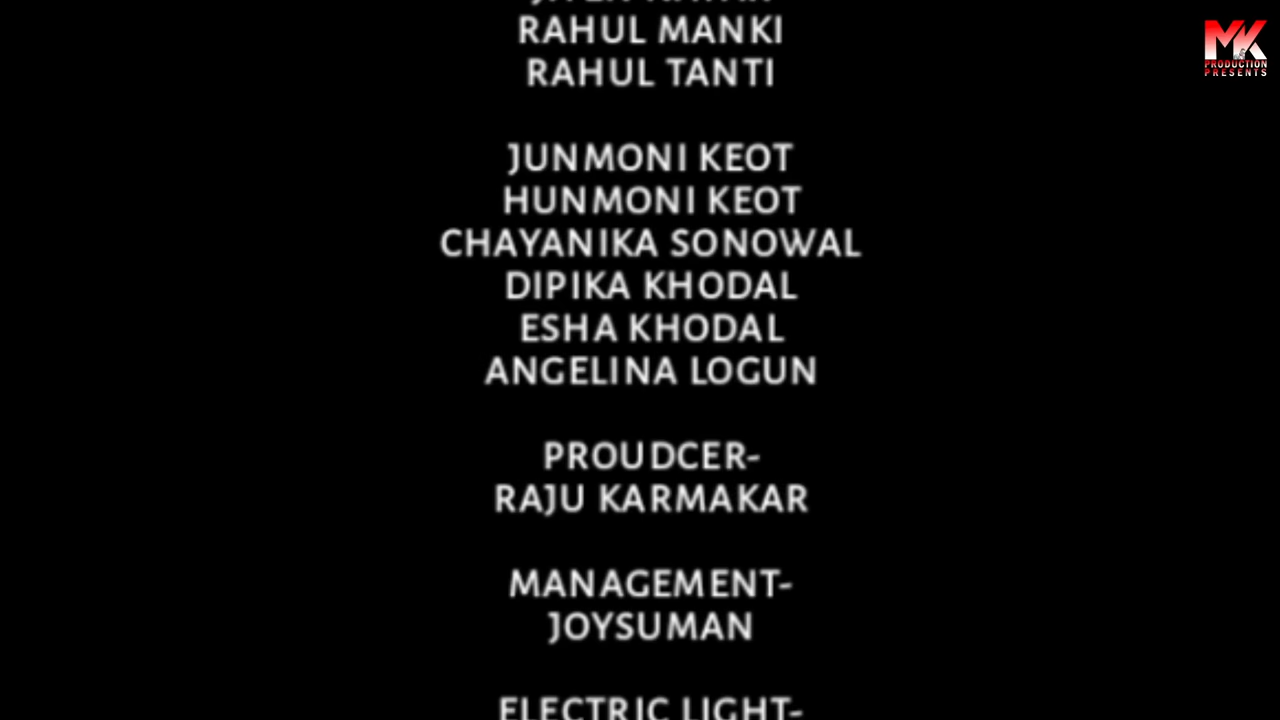 RAHUL MANKI
RAHUL TANTI
JUNMONI KEOT
HUNMONI KEOT
CHAYANIKA SONOWAL
DIPIKA KHODAL
ESHA KHODAL
ANGELINA LOGUN
PROUDCER-
RAJU KARMAKAR
MANAGEMENT-
JOYSUMAN
ELECTRIC LIGHT-
MK
PRODUCTION
PRESENTS